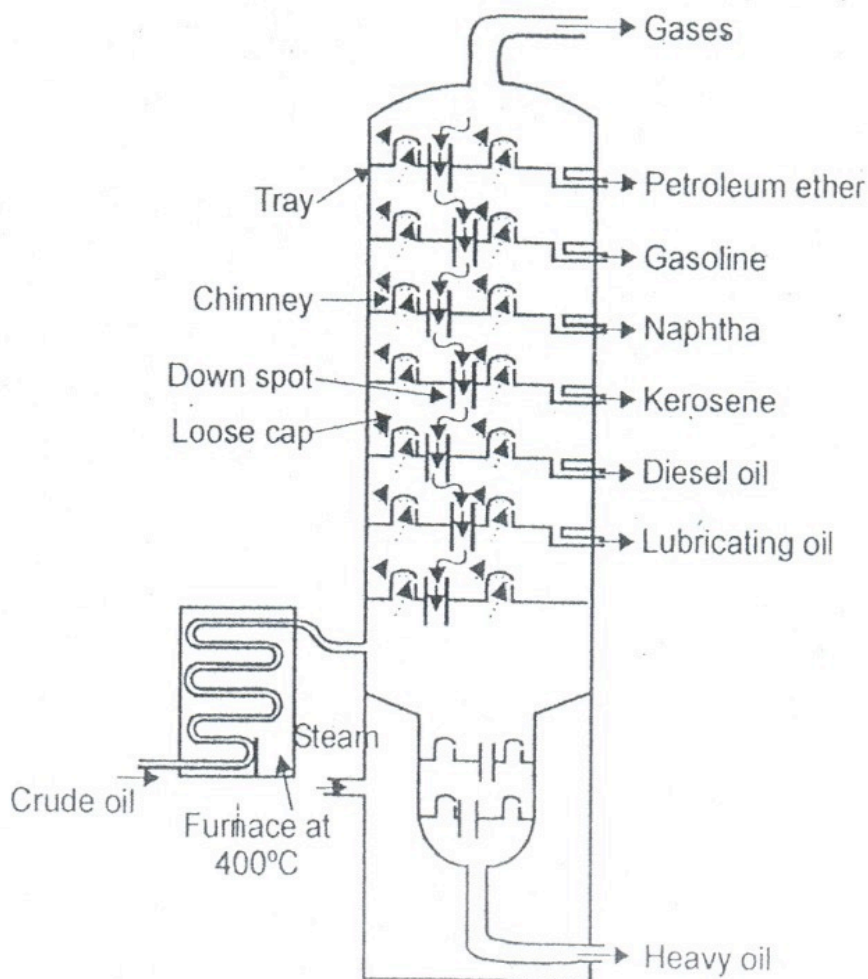 Gases
Petroleum ether
Tray
Gasoline
Chimney
Naphtha
Down spot
Kerosene
Loose cap
Diesel oil
Lubricating oil
Steam
Crude oil
Furnace at
400ºC
Heavy oil